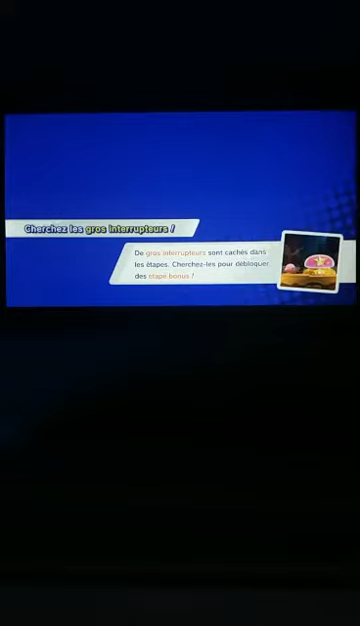 Cherchez les gros interrupteurs !
De gros interrupteurs sont cachés dans
les étapes. Cherchez-les pour débloquer
des étape bonus !